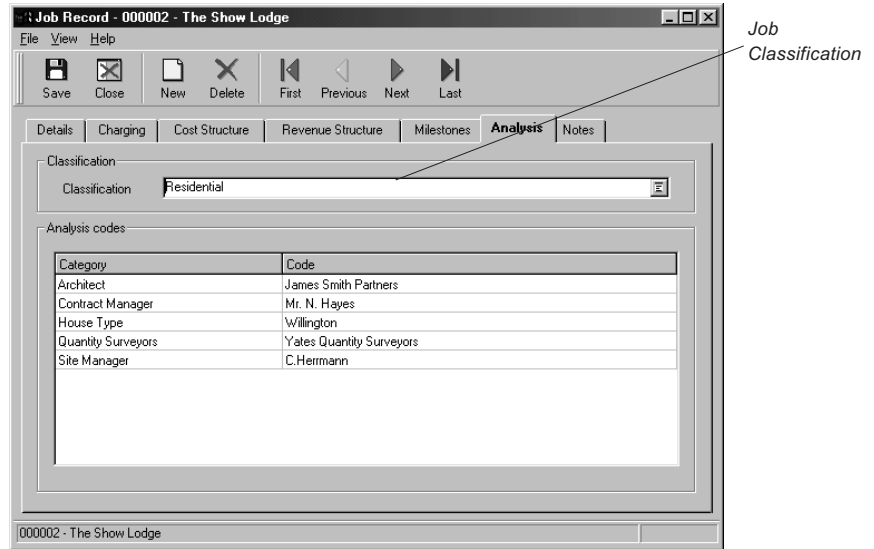 Job Record - 000002 - The Show Lodge
File View Help
Save Close New Delete First Previous Next Last
Details Charging Cost Structure Revenue Structure Milestones Analysis Notes
Classification
Classification Residential
Analysis codes
Category Code
Architect James Smith Partners
Contract Manager Mr. N. Hayes
House Type Willington
Quantity Surveyors Yates Quantity Surveyors
Site Manager C.Herrmann
000002 - The Show Lodge
Job
Classification